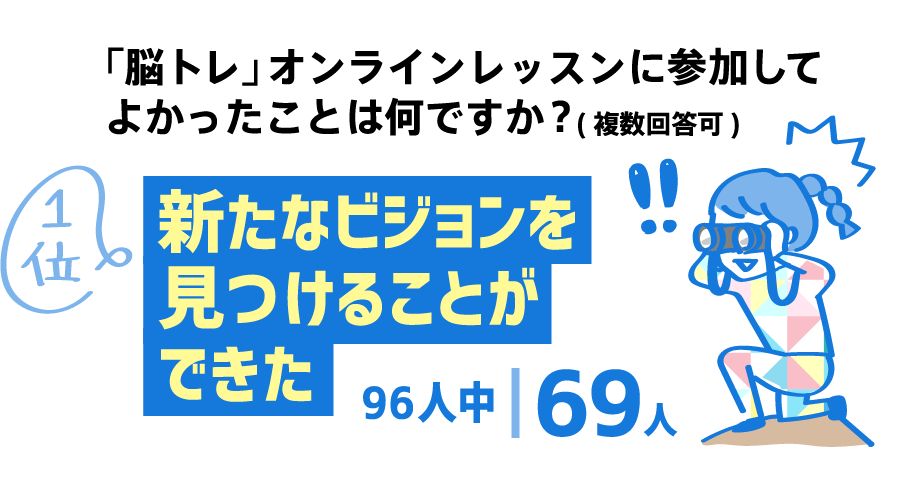 「脳トレ」オンラインレッスンに参加して
よかったことは何ですか？(複数回答可)
1位
新たなビジョンを
見つけることが
できた
96人中 69人
!!